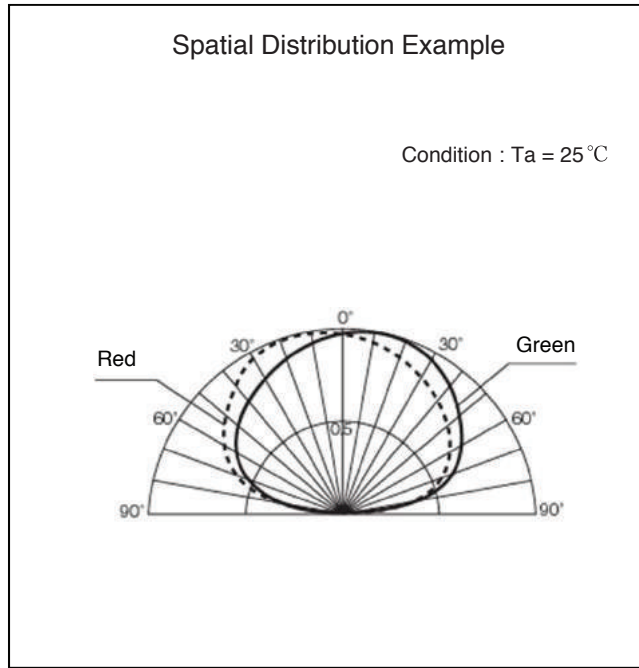 Spatial Distribution Example
Condition : Ta = 25℃
0°
30°
30°
Red
Green
60°
60°
0.5
90°
90°